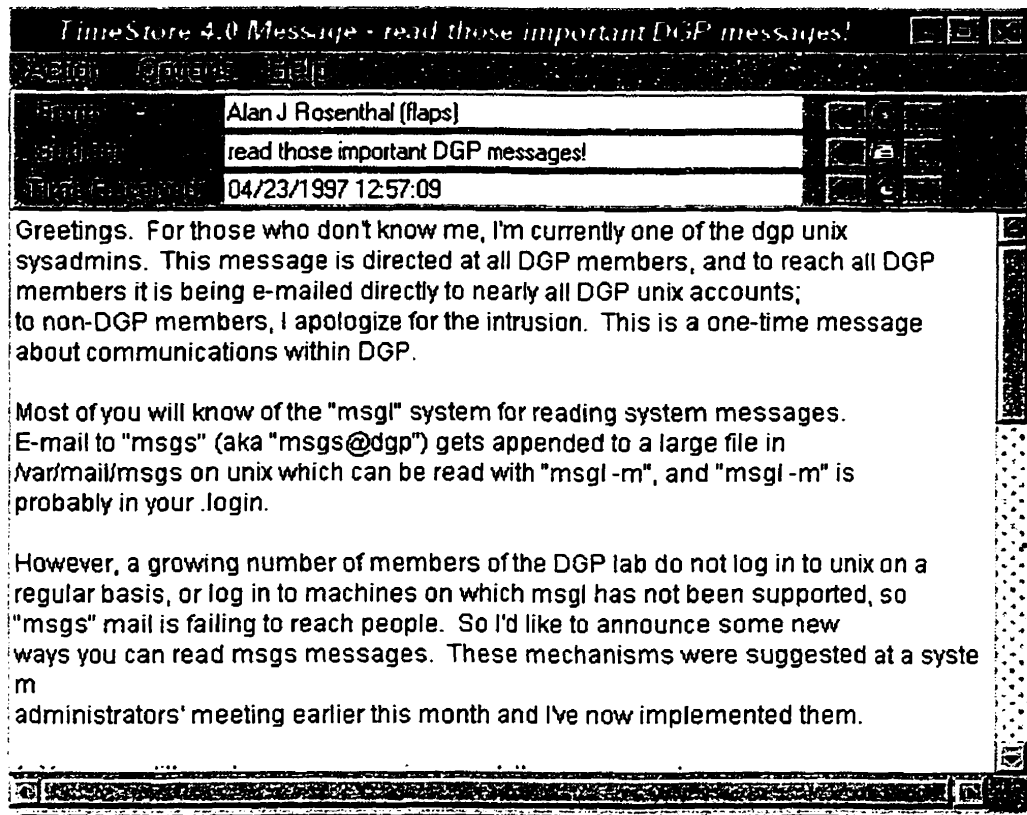 TimeStore 4.0 Message - read those important DGP messages!
Options Help
Alan J Rosenthal (flaps)
read those important DGP messages!
04/23/1997 12:57:09
Greetings. For those who don't know me, I'm currently one of the dgp unix
sysadmins. This message is directed at all DGP members, and to reach all DGP
members it is being e-mailed directly to nearly all DGP unix accounts;
to non-DGP members, I apologize for the intrusion. This is a one-time message
about communications within DGP.
Most of you will know of the "msgl" system for reading system messages.
E-mail to "msgs" (aka "msgs@dgp") gets appended to a large file in
/var/mail/msgs on unix which can be read with "msgl -m", and "msgl -m" is
probably in your .login.
However, a growing number of members of the DGP lab do not log in to unix on a
regular basis, or log in to machines on which msgl has not been supported, so
"msgs" mail is failing to reach people. So I'd like to announce some new
ways you can read msgs messages. These mechanisms were suggested at a syste
m
administrators' meeting earlier this month and I've now implemented them.